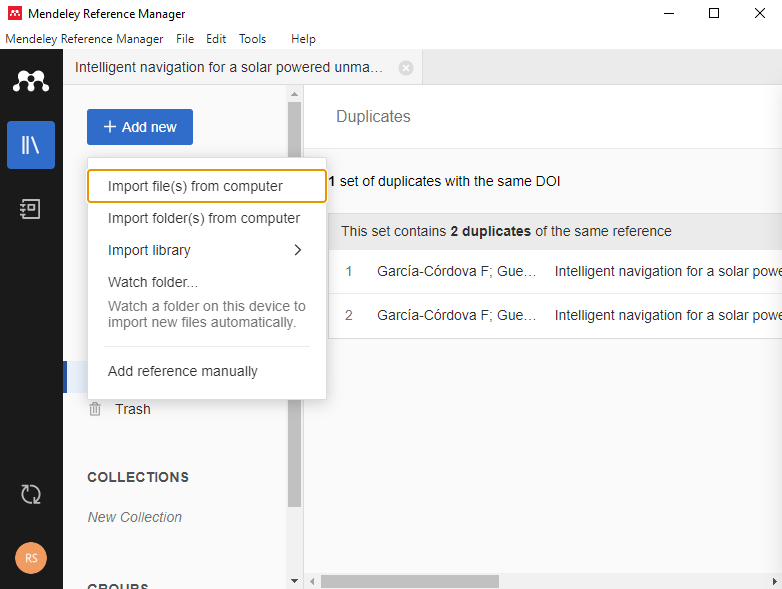 Mendeley Reference Manager
Mendeley Reference Manager File Edit Tools Help
Intelligent navigation for a solar powered unma...
Add new
Duplicates
Import file(s) from computer
1 set of duplicates with the same DOI
Import folder(s) from computer
This set contains 2 duplicates of the same reference
Import library
1 García-Córdova F; Gue... Intelligent navigation for a solar powe
Watch folder...
Watch a folder on this device to
import new files automatically.
2 García-Córdova F; Gue... Intelligent navigation for a solar powe
Add reference manually
Trash
COLLECTIONS
New Collection
RS
GROUPS